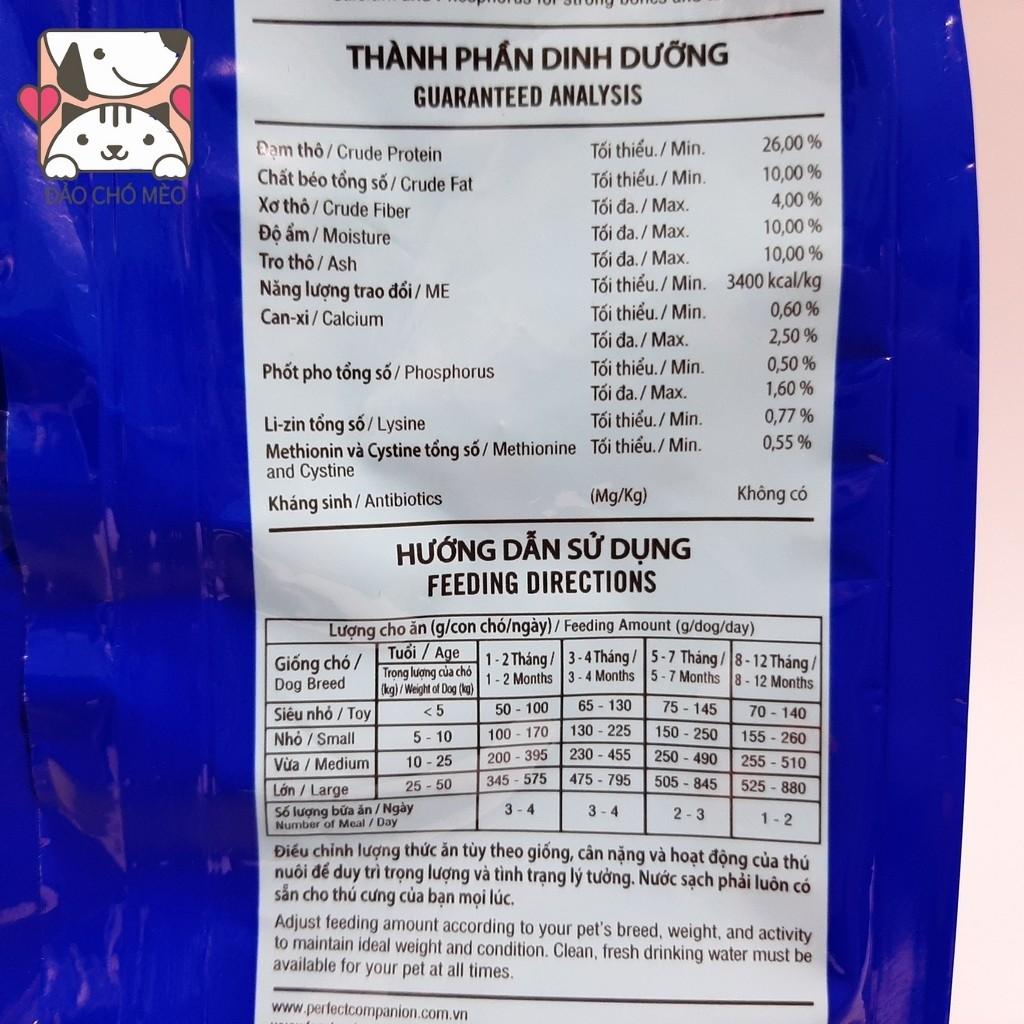 THÀNH PHẦN DINH DƯỠNG
GUARANTEED ANALYSIS
ĐẢO CHÓ MÈO
Đạm thô / Crude Protein Tối thiểu. / Min. 26,00 %
Chất béo tổng số / Crude Fat Tối thiểu. / Min. 10,00 %
Xơ thô / Crude Fiber Tối đa. / Max. 4,00 %
Độ ẩm / Moisture Tối đa. / Max. 10,00 %
Tro thô / Ash Tối đa. / Max. 10,00 %
Năng lượng trao đổi / ME Tối thiểu. / Min. 3400 kcal/kg
Can-xi / Calcium Tối thiểu. / Min. 0,60 %
Tối đa. / Max. 2,50 %
Phốt pho tổng số / Phosphorus Tối thiểu. / Min. 0,50 %
Tối đa. / Max. 1,60 %
Li-zin tổng số / Lysine Tối thiểu. / Min. 0,77 %
Methionin và Cystine tổng số / Methionine Tối thiểu. / Min. 0,55 %
and Cystine
Kháng sinh / Antibiotics (Mg/Kg) Không có
HƯỚNG DẪN SỬ DỤNG
FEEDING DIRECTIONS
Lượng cho ăn (g/con chó/ngày) / Feeding Amount (g/dog/day)
Giống chó /
Dog Breed
Tuổi / Age
Trọng lượng của chó
(kg) / Weight of Dog (kg)
1 - 2 Tháng /
1 - 2 Months
3 - 4 Tháng /
3 - 4 Months
5 - 7 Tháng /
5 - 7 Months
8 - 12 Tháng /
8 - 12 Months
Siêu nhỏ / Toy < 5 50 - 100 65 - 130 75 - 145 70 - 140
Nhỏ / Small 5 - 10 100 - 170 130 - 225 150 - 250 155 - 260
Vừa / Medium 10 - 25 200 - 395 230 - 455 250 - 490 255 - 510
Lớn / Large 25 - 50 345 - 575 475 - 795 505 - 845 525 - 880
Số lượng bữa ăn / Ngày
Number of Meal / Day
3 - 4 3 - 4 2 - 3 1 - 2
Điều chỉnh lượng thức ăn tùy theo giống, cân nặng và hoạt động của thú
nuôi để duy trì trọng lượng và tình trạng lý tưởng. Nước sạch phải luôn có
sẵn cho thú cưng của bạn mọi lúc.
Adjust feeding amount according to your pet's breed, weight, and activity
to maintain ideal weight and condition. Clean, fresh drinking water must be
available for your pet at all times.
www.perfectcompanion.com.vn